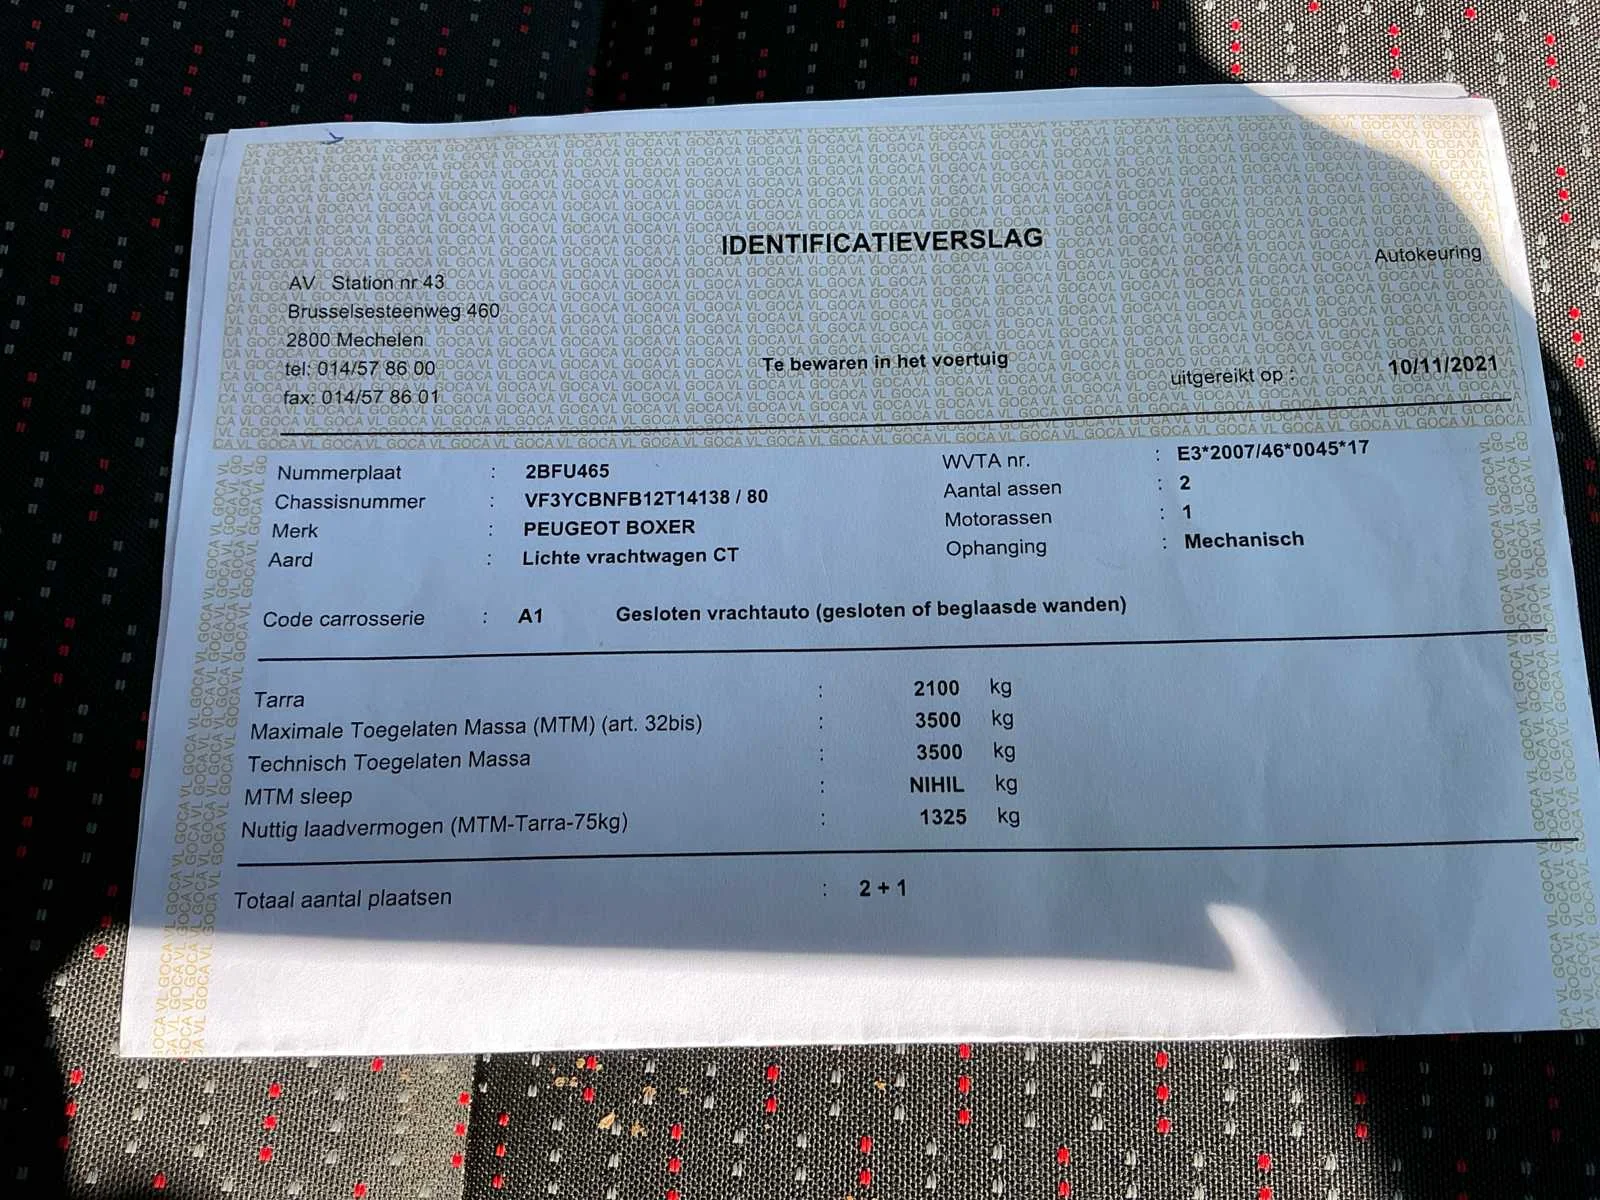 IDENTIFICATIEVERSLAG
Autokeuring
AV Station nr 43
Brusselsesteenweg 460
2800 Mechelen
tel: 014/57 86 00
fax: 014/57 86 01
Te bewaren in het voertuig
uitgereikt op : 10/11/2021
Nummerplaat : 2BFU465
Chassisnummer : VF3YCBNFB12T14138 / 80
Merk : PEUGEOT BOXER
Aard : Lichte vrachtwagen CT
WVTA nr. : E3*2007/46*0045*17
Aantal assen : 2
Motorassen : 1
Ophanging : Mechanisch
Code carrosserie : A1 Gesloten vrachtauto (gesloten of beglaasde wanden)
Tarra : 2100 kg
Maximale Toegelaten Massa (MTM) (art. 32bis) : 3500 kg
Technisch Toegelaten Massa : 3500 kg
MTM sleep : NIHIL kg
Nuttig laadvermogen (MTM-Tarra-75kg) : 1325 kg
Totaal aantal plaatsen : 2 + 1